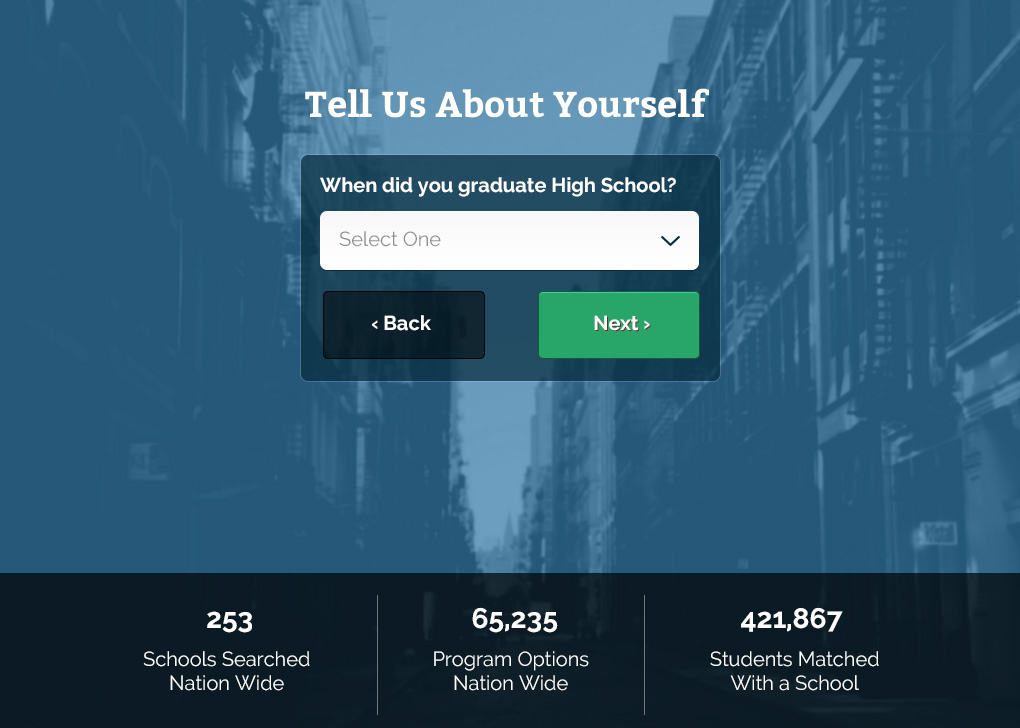 Tell Us About Yourself
When did you graduate High School?
Select One
‹ Back
Next ›
253
Schools Searched
Nation Wide
65,235
Program Options
Nation Wide
421,867
Students Matched
With a School